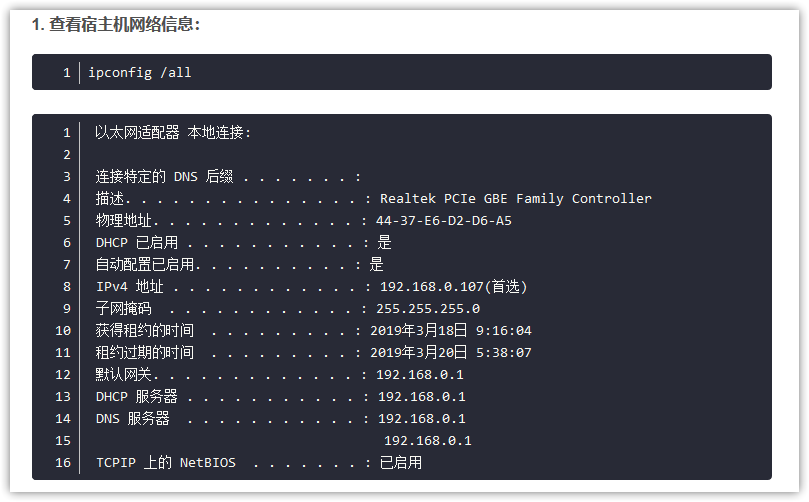 1. 查看宿主机网络信息：
1 ipconfig /all
1 以太网适配器 本地连接:
2
3 连接特定的 DNS 后缀 . . . . . . . :
4 描述. . . . . . . . . . . . . . . : Realtek PCIe GBE Family Controller
5 物理地址. . . . . . . . . . . . . : 44-37-E6-D2-D6-A5
6 DHCP 已启用 . . . . . . . . . . . : 是
7 自动配置已启用. . . . . . . . . . : 是
8 IPv4 地址 . . . . . . . . . . . . : 192.168.0.107(首选)
9 子网掩码  . . . . . . . . . . . . : 255.255.255.0
10 获得租约的时间  . . . . . . . . . : 2019年3月18日 9:16:04
11 租约过期的时间  . . . . . . . . . : 2019年3月20日 5:38:07
12 默认网关. . . . . . . . . . . . . : 192.168.0.1
13 DHCP 服务器 . . . . . . . . . . . : 192.168.0.1
14 DNS 服务器  . . . . . . . . . . . : 192.168.0.1
15 192.168.0.1
16 TCPIP 上的 NetBIOS  . . . . . . . : 已启用